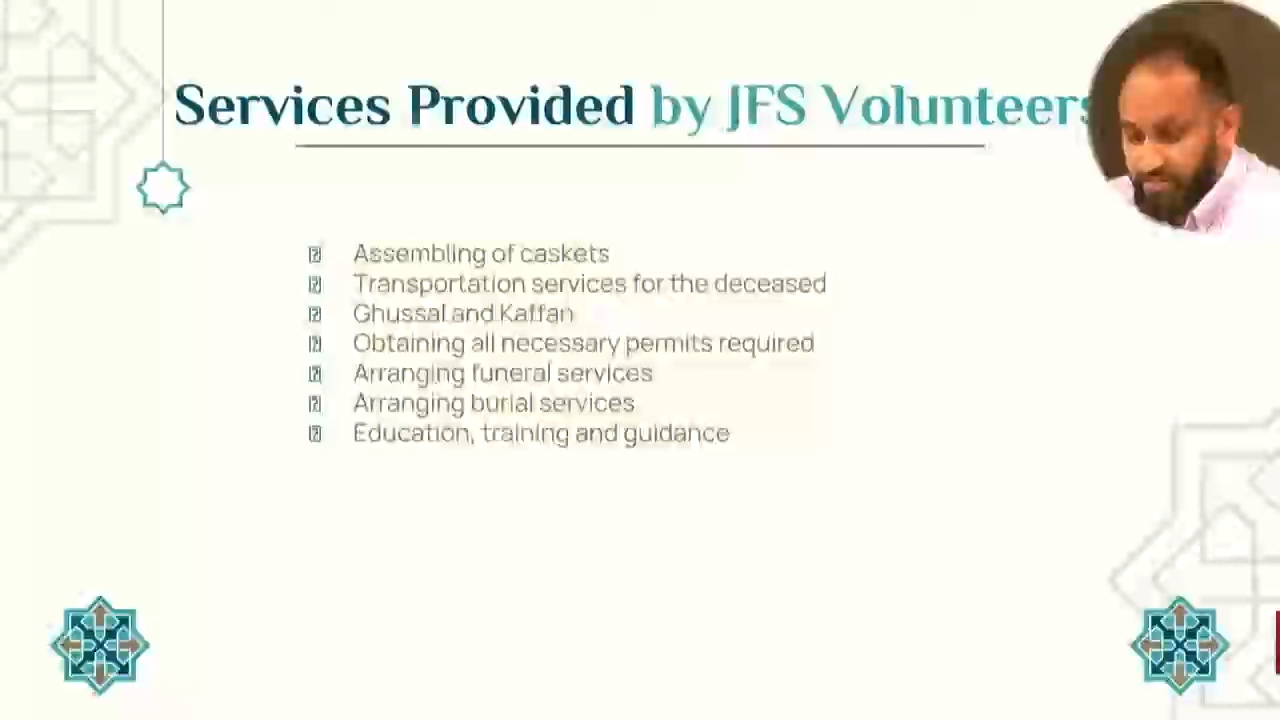 Services Provided by JFS Volunteers
Assembling of caskets
Transportation services for the deceased
Ghussal and Kaffan
Obtaining all necessary permits required
Arranging funeral services
Arranging burial services
Education, training and guidance